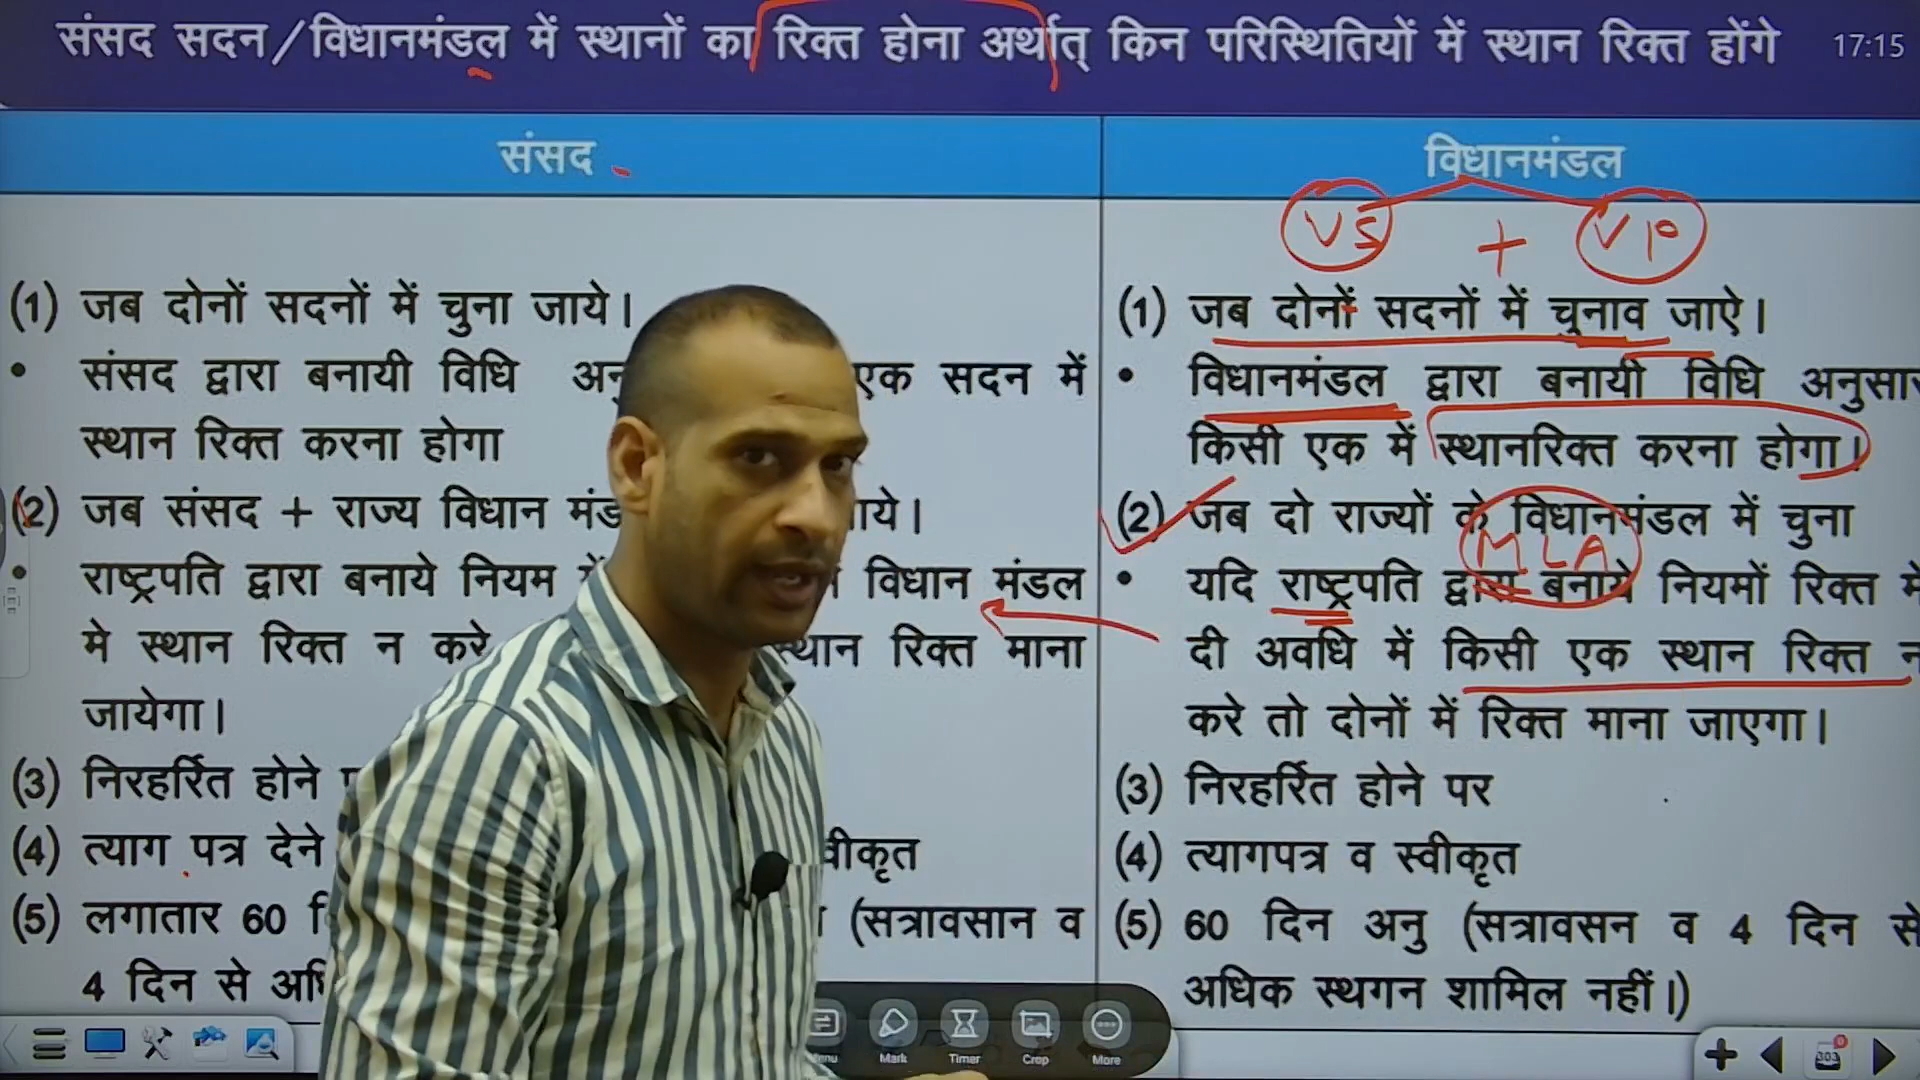 संसद सदन/विधानमंडल में स्थानों का रिक्त होना अर्थात् किन परिस्थितियों में स्थान रिक्त होंगे
17:15
संसद
विधानमंडल
VS + VP
(1) जब दोनों सदनों में चुना जाये।
• संसद द्वारा बनायी विधि एक सदन में
स्थान रिक्त करना होगा
(2) जब संसद + राज्य विधान
• राष्ट्रपति द्वारा बनाये नियम विधान मंडल
मे स्थान रिक्त न करे स्थान रिक्त माना
जायेगा।
(3) निरहर्रित होने
(4) त्याग पत्र देने
(5) लगातार 60 (सत्रावसान व
4 दिन से
(1) जब दोनों सदनों में चुनाव जाऐ।
• विधानमंडल द्वारा बनायी विधि अनुसार
किसी एक में स्थानरिक्त करना होगा।
(2) जब दो राज्यों के विधानमंडल में चुना
MLA
• यदि राष्ट्रपति द्वारा बनाये नियमों रिक्त मे
दी अवधि में किसी एक स्थान रिक्त न
करे तो दोनों में रिक्त माना जाएगा।
(3) निरहर्रित होने पर
(4) त्यागपत्र व स्वीकृत
(5) 60 दिन अनु (सत्रावसन व 4 दिन से
अधिक स्थगन शामिल नहीं।)
Mark Timer Crop More
303